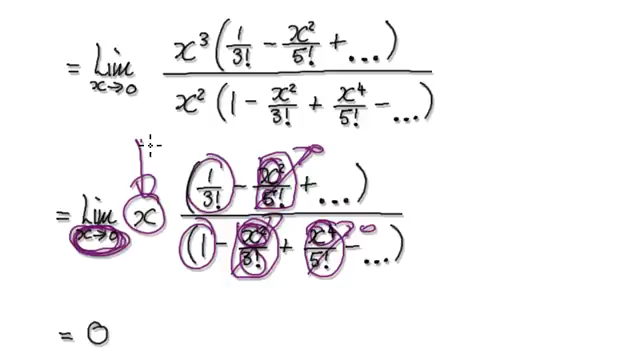 = Lim x→0 x³(1/3! − x²/5! + ...) / x²(1 − x²/3! + x⁴/5! − ...)
= Lim x→0 x (1/3! − x²/5! + ...) / (1 − x²/3! + x⁴/5! − ...)
= 0